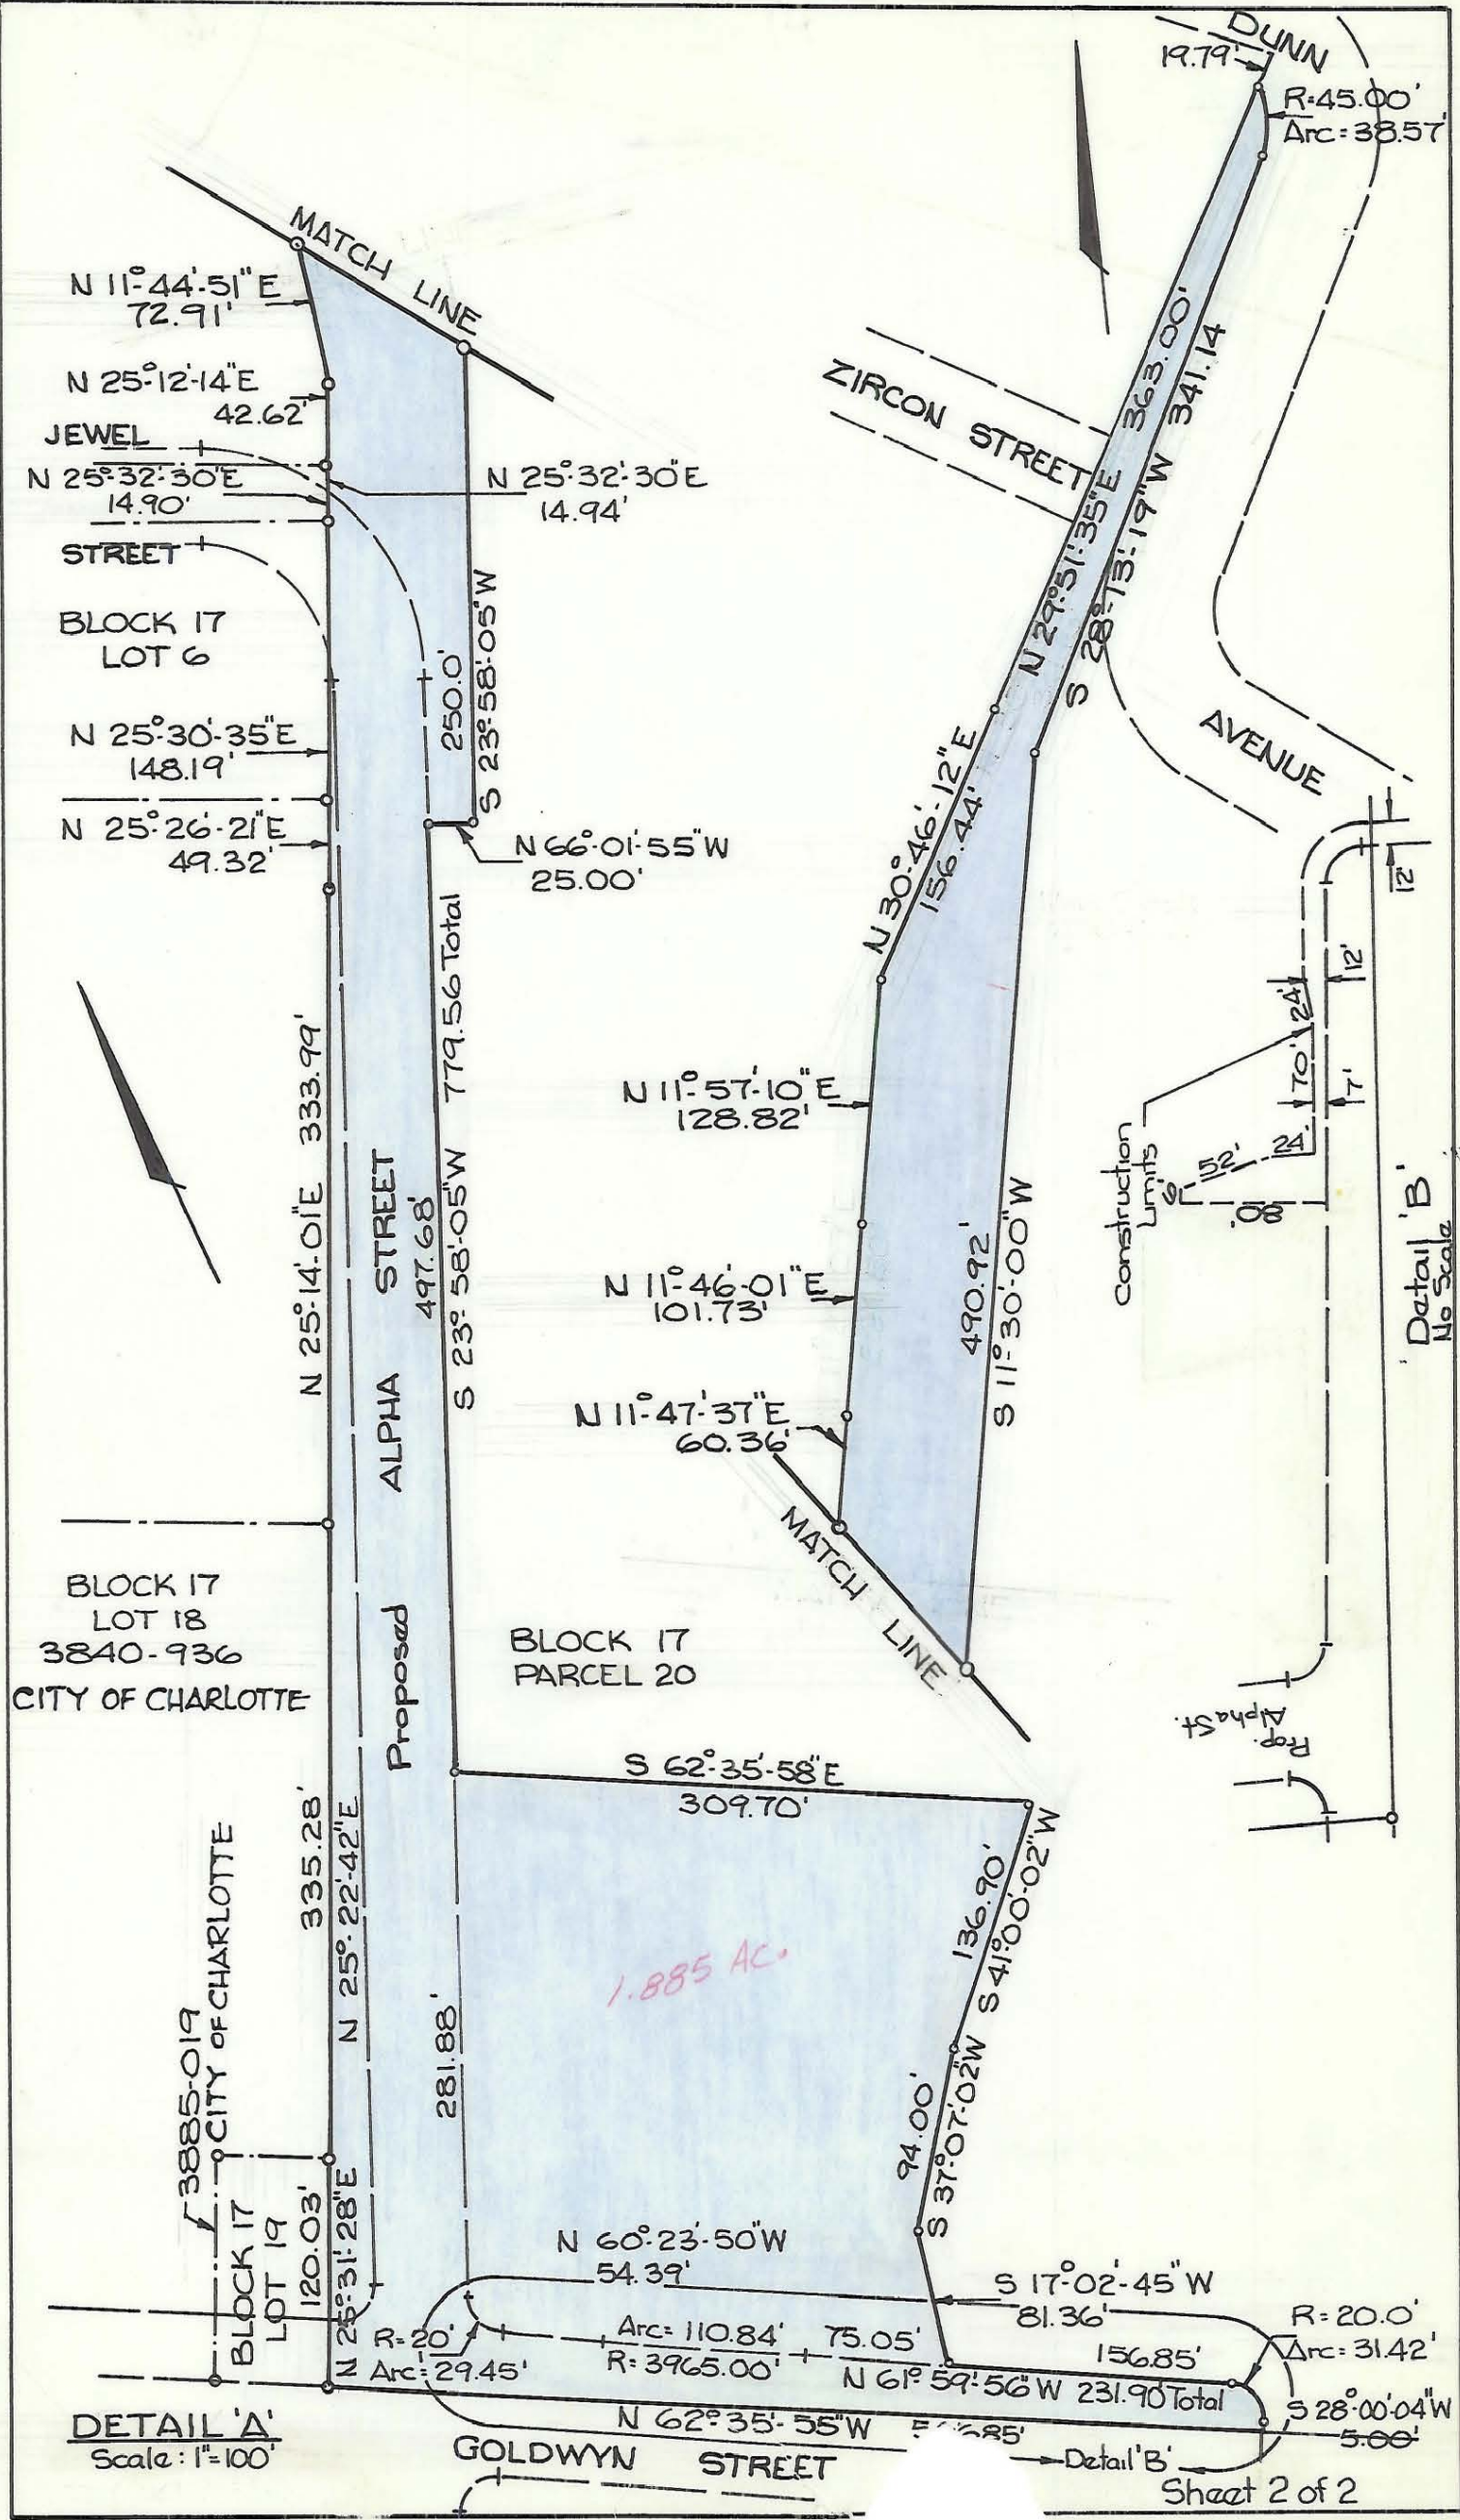 DUNN
19.79'
R=45.00'
Arc=38.57'
MATCH LINE
N 11°-44'-51"E
72.91'
N 25°-12'-14"E
42.62'
JEWEL
N 25°-32'-30"E
14.90'
STREET
N 25°-32'-30"E
14.94'
BLOCK 17
LOT 6
250.0'
S 23°-58'-05"W
N 25°-30'-35"E
148.19'
N 25°-26'-21"E
49.32'
N 66°-01'-55"W
25.00'
ZIRCON STREET
N 29°-51'-35"E 363.00'
S 28°-13'-19"W 341.14
AVENUE
N 30°-46'-12"E
156.44'
N 25°-14'-01"E 333.99'
S 23°-58'-05"W 779.56 Total
497.68'
Proposed ALPHA STREET
N 11°-57'-10"E
128.82'
N 11°-46'-01"E
101.73'
N 11°-47'-37"E
60.36'
490.92'
S 11°-30'-00"W
MATCH LINE
12'
12'
24'
70'
7'
24'
52'
6'
80'
Construction
Limits
Detail 'B'
No Scale
Prop.
Alpha St.
BLOCK 17
LOT 18
3840-936
CITY OF CHARLOTTE
BLOCK 17
PARCEL 20
S 62°-35'-58"E
309.70'
335.28'
N 25°-22'-42"E
136.90'
S 41°-00'-02"W
1.885 AC.
281.88'
94.00'
S 37°-07'-02"W
3885-019
CITY OF CHARLOTTE
BLOCK 17
LOT 19
120.03'
N 25°-31'-28"E
N 60°-23'-50"W
54.39'
S 17°-02'-45"W
81.36'
R=20'
Arc=29.45'
Arc= 110.84'
R=3965.00'
75.05'
156.85'
N 61°-59'-56"W 231.90 Total
R=20.0'
Arc=31.42'
S 28°-00'-04"W
5.00'
N 62°-35'-55"W
DETAIL 'A'
Scale: 1"=100'
GOLDWYN STREET
Detail 'B'
Sheet 2 of 2